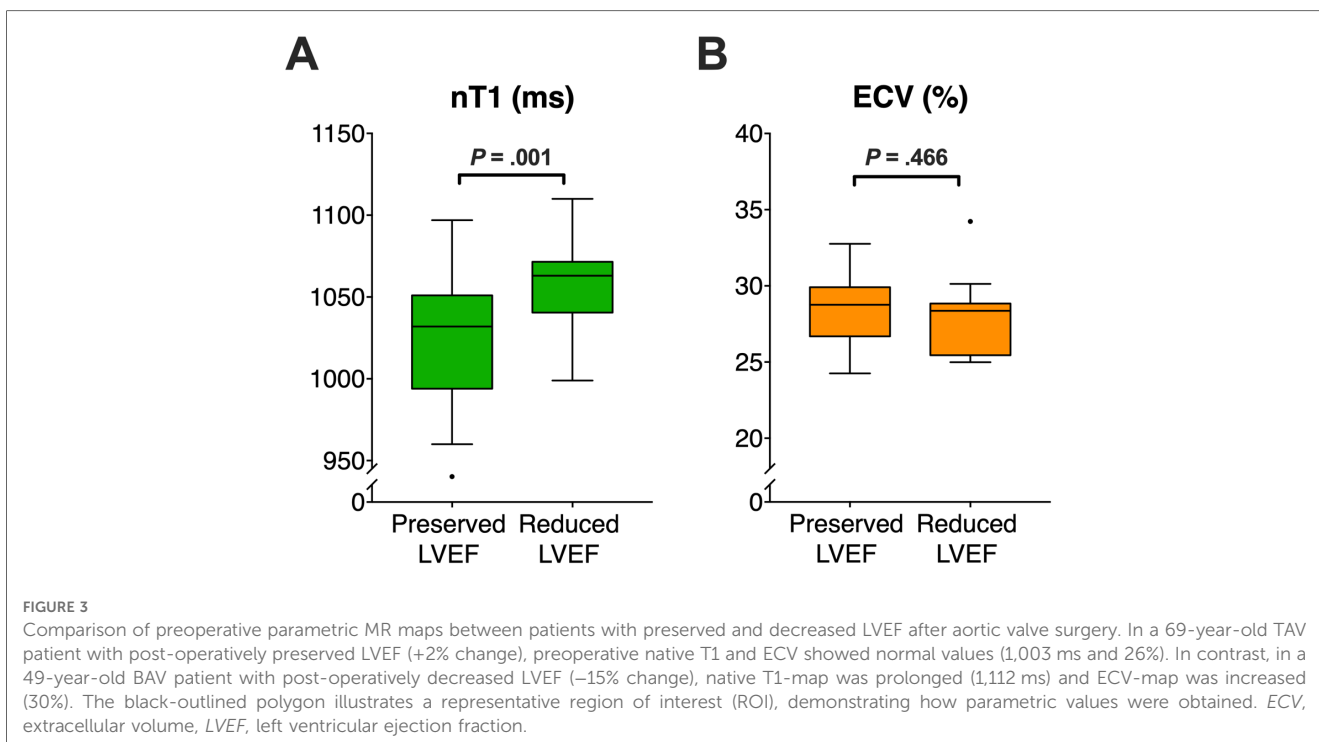 A
nT1 (ms)
1150
1100
1050
1000
950
0
P = .001
Preserved LVEF
Reduced LVEF
B
ECV (%)
40
35
30
25
20
0
P = .466
Preserved LVEF
Reduced LVEF
FIGURE 3
Comparison of preoperative parametric MR maps between patients with preserved and decreased LVEF after aortic valve surgery. In a 69-year-old TAV
patient with post-operatively preserved LVEF (+2% change), preoperative native T1 and ECV showed normal values (1,003 ms and 26%). In contrast, in a
49-year-old BAV patient with post-operatively decreased LVEF (−15% change), native T1-map was prolonged (1,112 ms) and ECV-map was increased
(30%). The black-outlined polygon illustrates a representative region of interest (ROI), demonstrating how parametric values were obtained. ECV,
extracellular volume, LVEF, left ventricular ejection fraction.